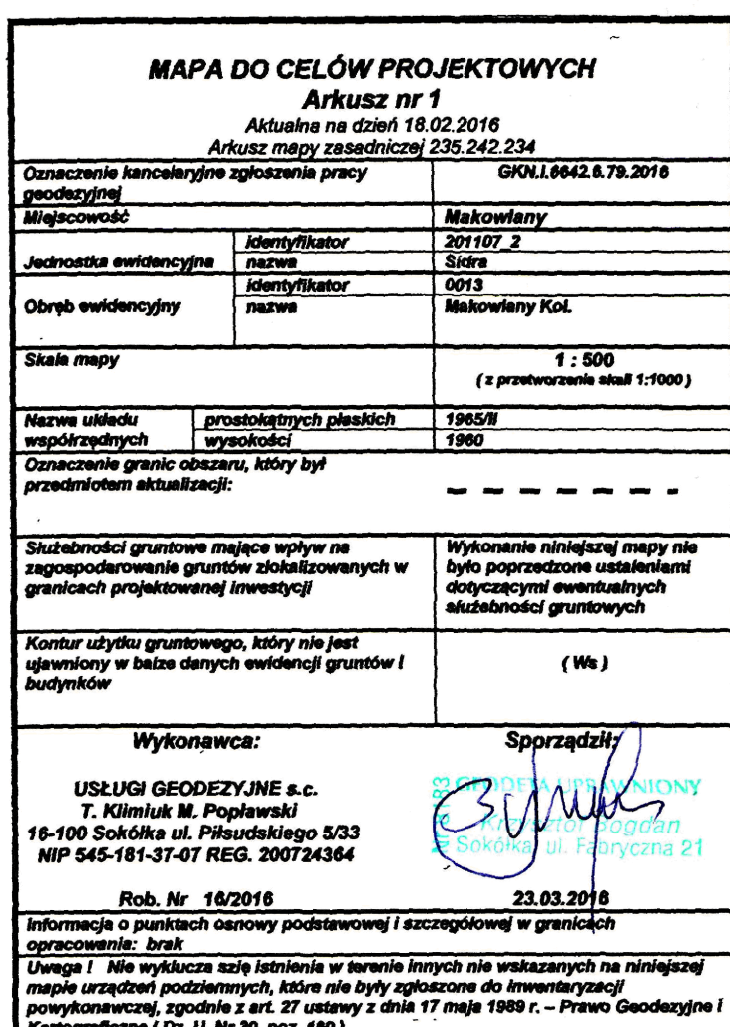 MAPA DO CELÓW PROJEKTOWYCH
Arkusz nr 1
Aktualna na dzień 18.02.2016
Arkusz mapy zasadniczej 235.242.234
Oznaczenie kancelaryjne zgłoszenia pracy geodezyjnej GKN.I.6642.6.79.2016
Miejscowość Makowlany
Jednostka ewidencyjna identyfikator 201107_2
nazwa Sidra
Obręb ewidencyjny identyfikator 0013
nazwa Makowlany Kol.
Skala mapy 1 : 500
( z przetworzenia skali 1:1000 )
Nazwa układu współrzędnych prostokątnych płaskich 1965/II
wysokości 1960
Oznaczenie granic obszaru, który był
przedmiotem aktualizacji:
Służebności gruntowe mające wpływ na
zagospodarowanie gruntów zlokalizowanych w
granicach projektowanej inwestycji
Wykonanie niniejszej mapy nie
było poprzedzone ustaleniami
dotyczącymi ewentualnych
służebności gruntowych
Kontur użytku gruntowego, który nie jest
ujawniony w baize danych ewidencji gruntów i
budynków
( Ws )
Wykonawca:
USŁUGI GEODEZYJNE s.c.
T. Klimiuk M. Popławski
16-100 Sokółka ul. Piłsudskiego 5/33
NIP 545-181-37-07 REG. 200724364
Rob. Nr 16/2016
Sporządził:
GEODETA UPRAWNIONY
Krzysztof Bogdan
Sokółka, ul. Fabryczna 21
23.03.2016
Informacja o punktach osnowy podstawowej i szczegółowej w granicach
opracowania: brak
Uwaga ! Nie wyklucza szię istnienia w terenie innych nie wskazanych na niniejszej
mapie urządzeń podziemnych, które nie były zgłoszone do inwentaryzacji
powykonawczej, zgodnie z art. 27 ustawy z dnia 17 maja 1989 r. – Prawo Geodezyjne i